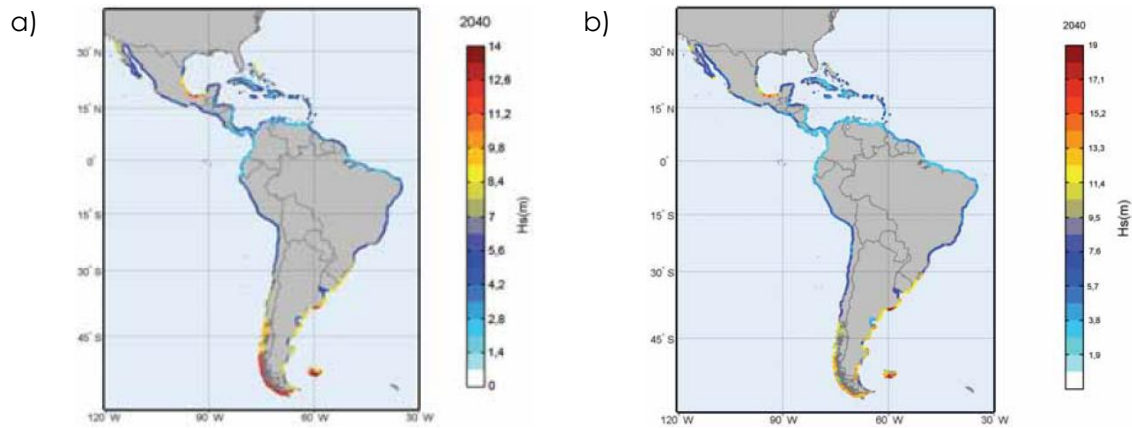 a)
2040
14
12,6
11,2
9,8
8,4
7
5,6
4,2
2,8
1,4
0
Hs(m)
30° N
15° N
0°
15° S
30° S
45° S
120 W
90 W
60 W
30 W
b)
2040
19
17,1
15,2
13,3
11,4
9,5
7,6
5,7
3,8
1,9
Hs(m)
30° N
15° N
0°
15° S
30° S
45° S
120 W
90 W
60 W
30 W